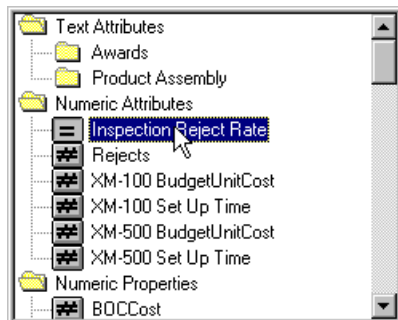 Text Attributes
Awards
Product Assembly
Numeric Attributes
Inspection Reject Rate
Rejects
XM-100 BudgetUnitCost
XM-100 Set Up Time
XM-500 BudgetUnitCost
XM-500 Set Up Time
Numeric Properties
BOCCost